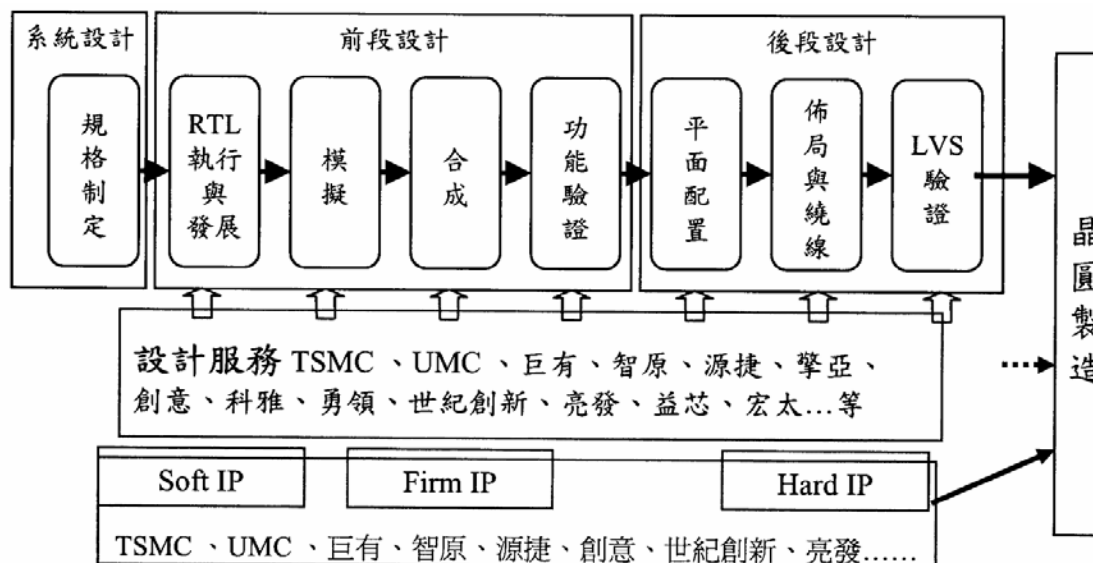 系統設計
前段設計
後段設計
規格制定
RTL
執行與發展
模擬
合成
功能驗證
平面配置
佈局與繞線
LVS
驗證
晶圓製造
設計服務 TSMC、UMC、巨有、智原、源捷、擎亞、
創意、科雅、勇領、世紀創新、亮發、益芯、宏太…等
Soft IP
Firm IP
Hard IP
TSMC、UMC、巨有、智原、源捷、創意、世紀創新、亮發……